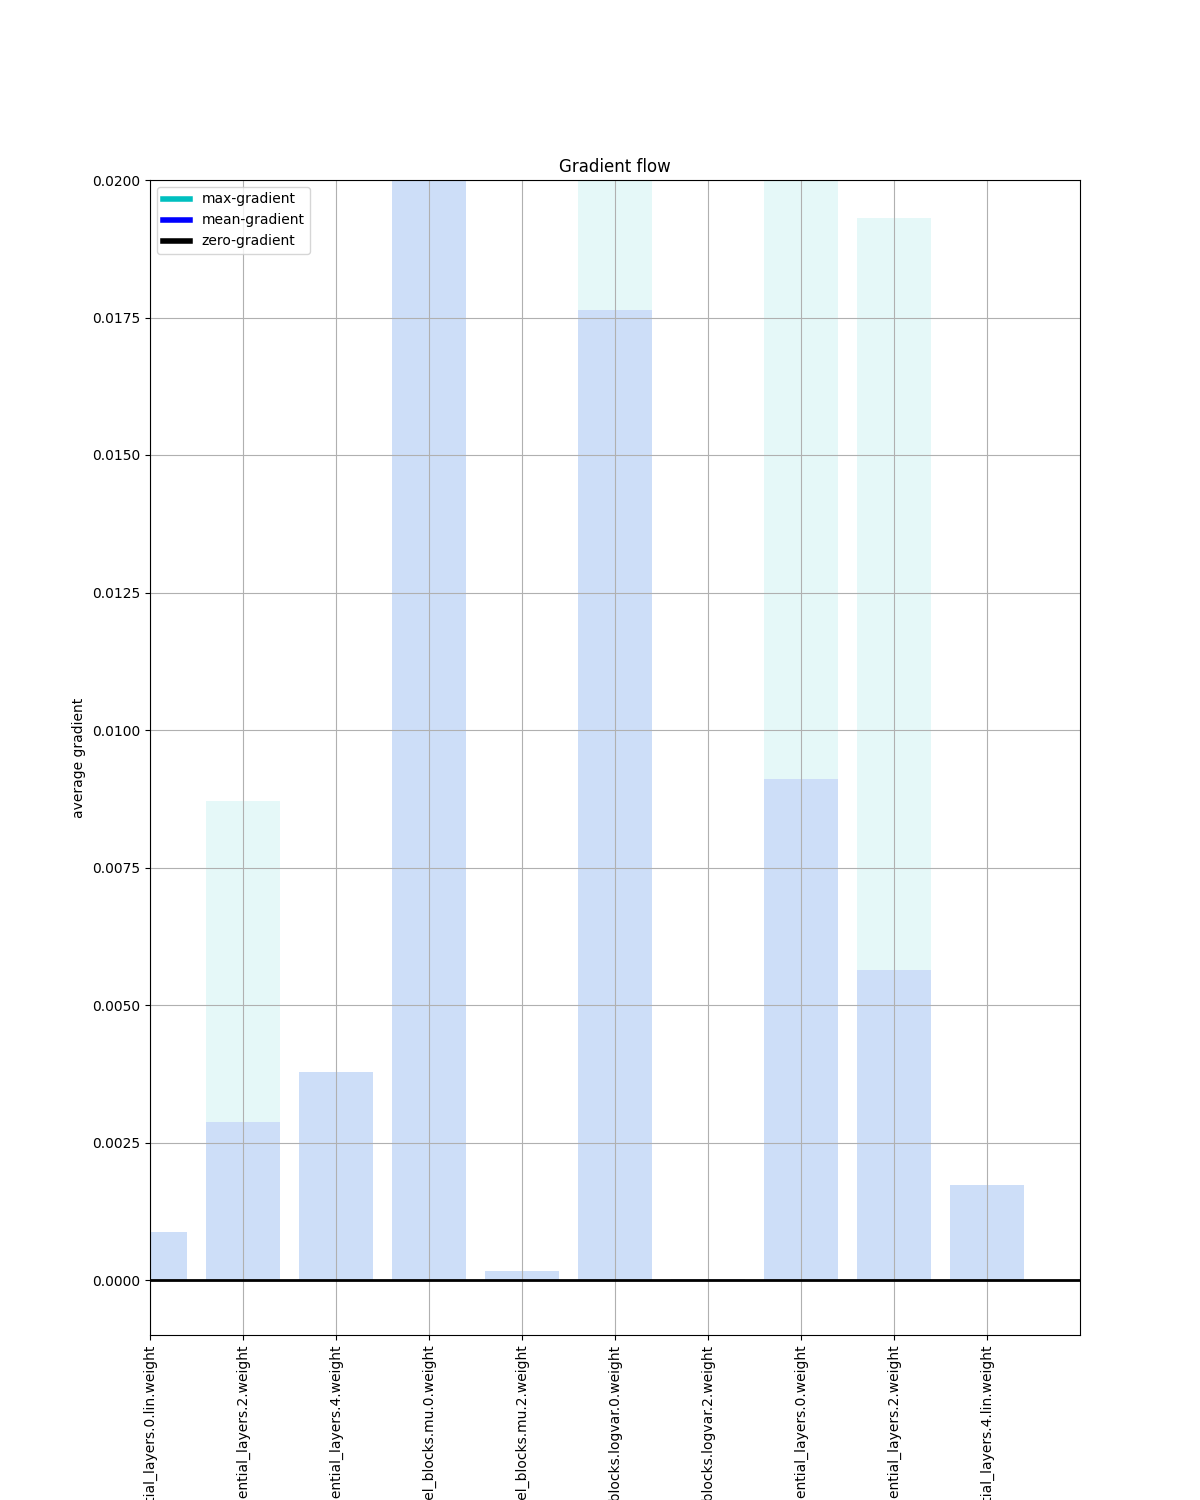 Gradient flow
max-gradient
mean-gradient
zero-gradient
0.0200
0.0175
0.0150
0.0125
0.0100
0.0075
0.0050
0.0025
0.0000
average gradient
tial_layers.0.lin.weight
ential_layers.2.weight
ential_layers.4.weight
el_blocks.mu.0.weight
el_blocks.mu.2.weight
blocks.logvar.0.weight
blocks.logvar.2.weight
ential_layers.0.weight
ential_layers.2.weight
tial_layers.4.lin.weight